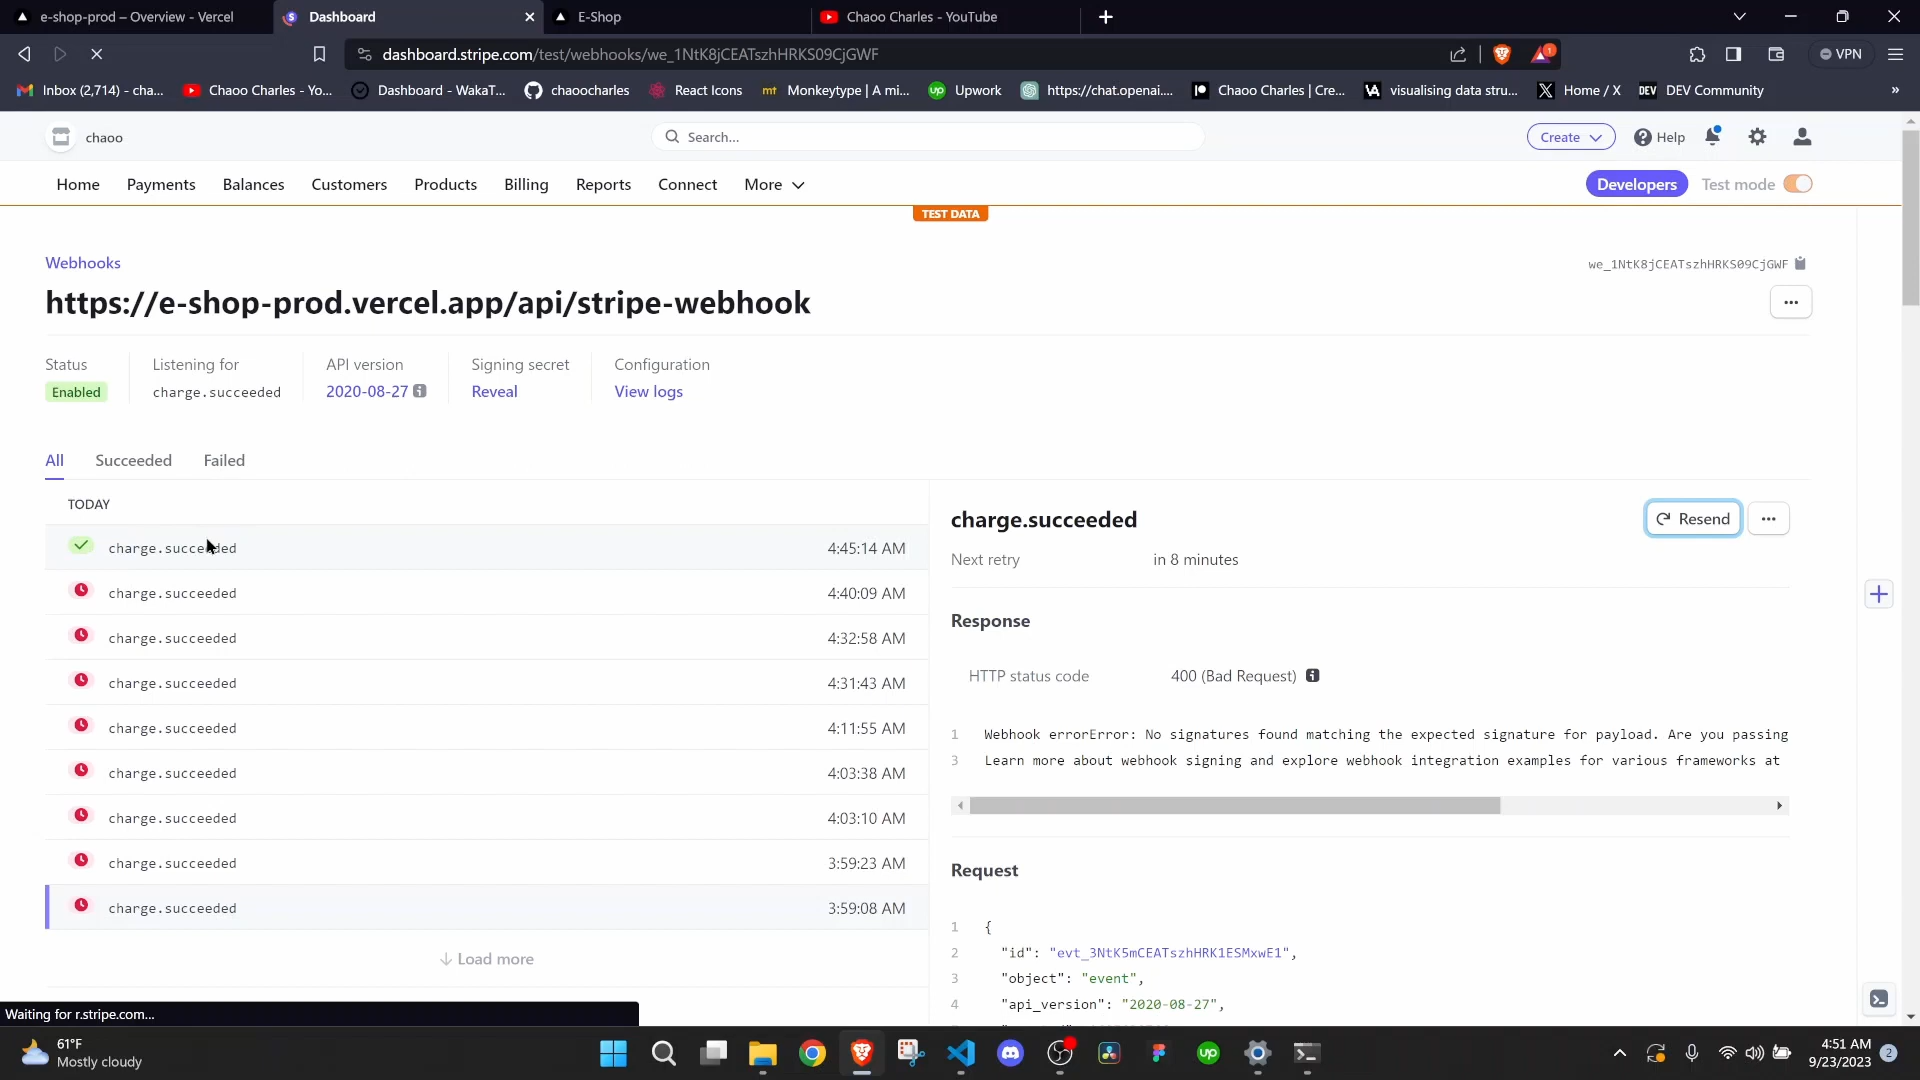 e-shop-prod – Overview - Vercel
Dashboard
E-Shop
Chaoo Charles - YouTube
dashboard.stripe.com/test/webhooks/we_1NtK8jCEATszhHRKS09CjGWF
1
VPN
Inbox (2,714) - cha...
Chaoo Charles - Yo...
Dashboard - WakaT...
chaoocharles
React Icons
mt Monkeytype | A mi...
up Upwork
https://chat.openai....
Chaoo Charles | Cre...
VA visualising data stru...
X Home / X
DEV DEV Community
»
chaoo
Search...
Create
Help
Home
Payments
Balances
Customers
Products
Billing
Reports
Connect
More
Developers
Test mode
TEST DATA
Webhooks
we_1NtK8jCEATszhHRKS09CjGWF
https://e-shop-prod.vercel.app/api/stripe-webhook
Status
Listening for
API version
Signing secret
Configuration
Enabled
charge.succeeded
2020-08-27
Reveal
View logs
All
Succeeded
Failed
TODAY
charge.succeeded 4:45:14 AM
charge.succeeded 4:40:09 AM
charge.succeeded 4:32:58 AM
charge.succeeded 4:31:43 AM
charge.succeeded 4:11:55 AM
charge.succeeded 4:03:38 AM
charge.succeeded 4:03:10 AM
charge.succeeded 3:59:23 AM
charge.succeeded 3:59:08 AM
Load more
charge.succeeded
Resend
Next retry in 8 minutes
Response
HTTP status code 400 (Bad Request)
1 Webhook errorError: No signatures found matching the expected signature for payload. Are you passing
3 Learn more about webhook signing and explore webhook integration examples for various frameworks at
Request
1 {
2 "id": "evt_3NtK5mCEATszhHRK1ESMxwE1",
3 "object": "event",
4 "api_version": "2020-08-27",
Waiting for r.stripe.com...
61°F
Mostly cloudy
up
4:51 AM
9/23/2023
2